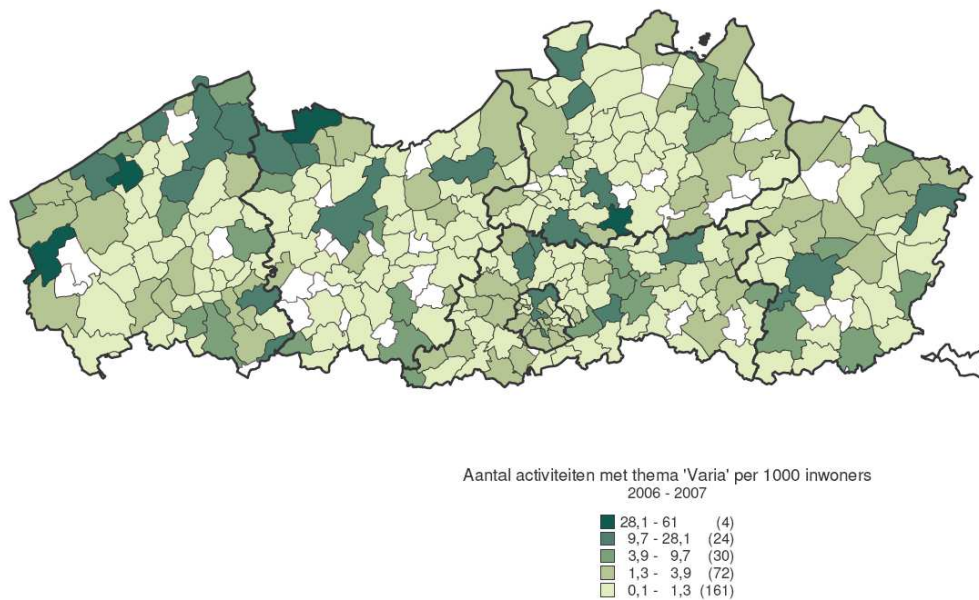 Aantal activiteiten met thema 'Varia' per 1000 inwoners
2006 - 2007
28,1 - 61 (4)
9,7 - 28,1 (24)
3,9 - 9,7 (30)
1,3 - 3,9 (72)
0,1 - 1,3 (161)